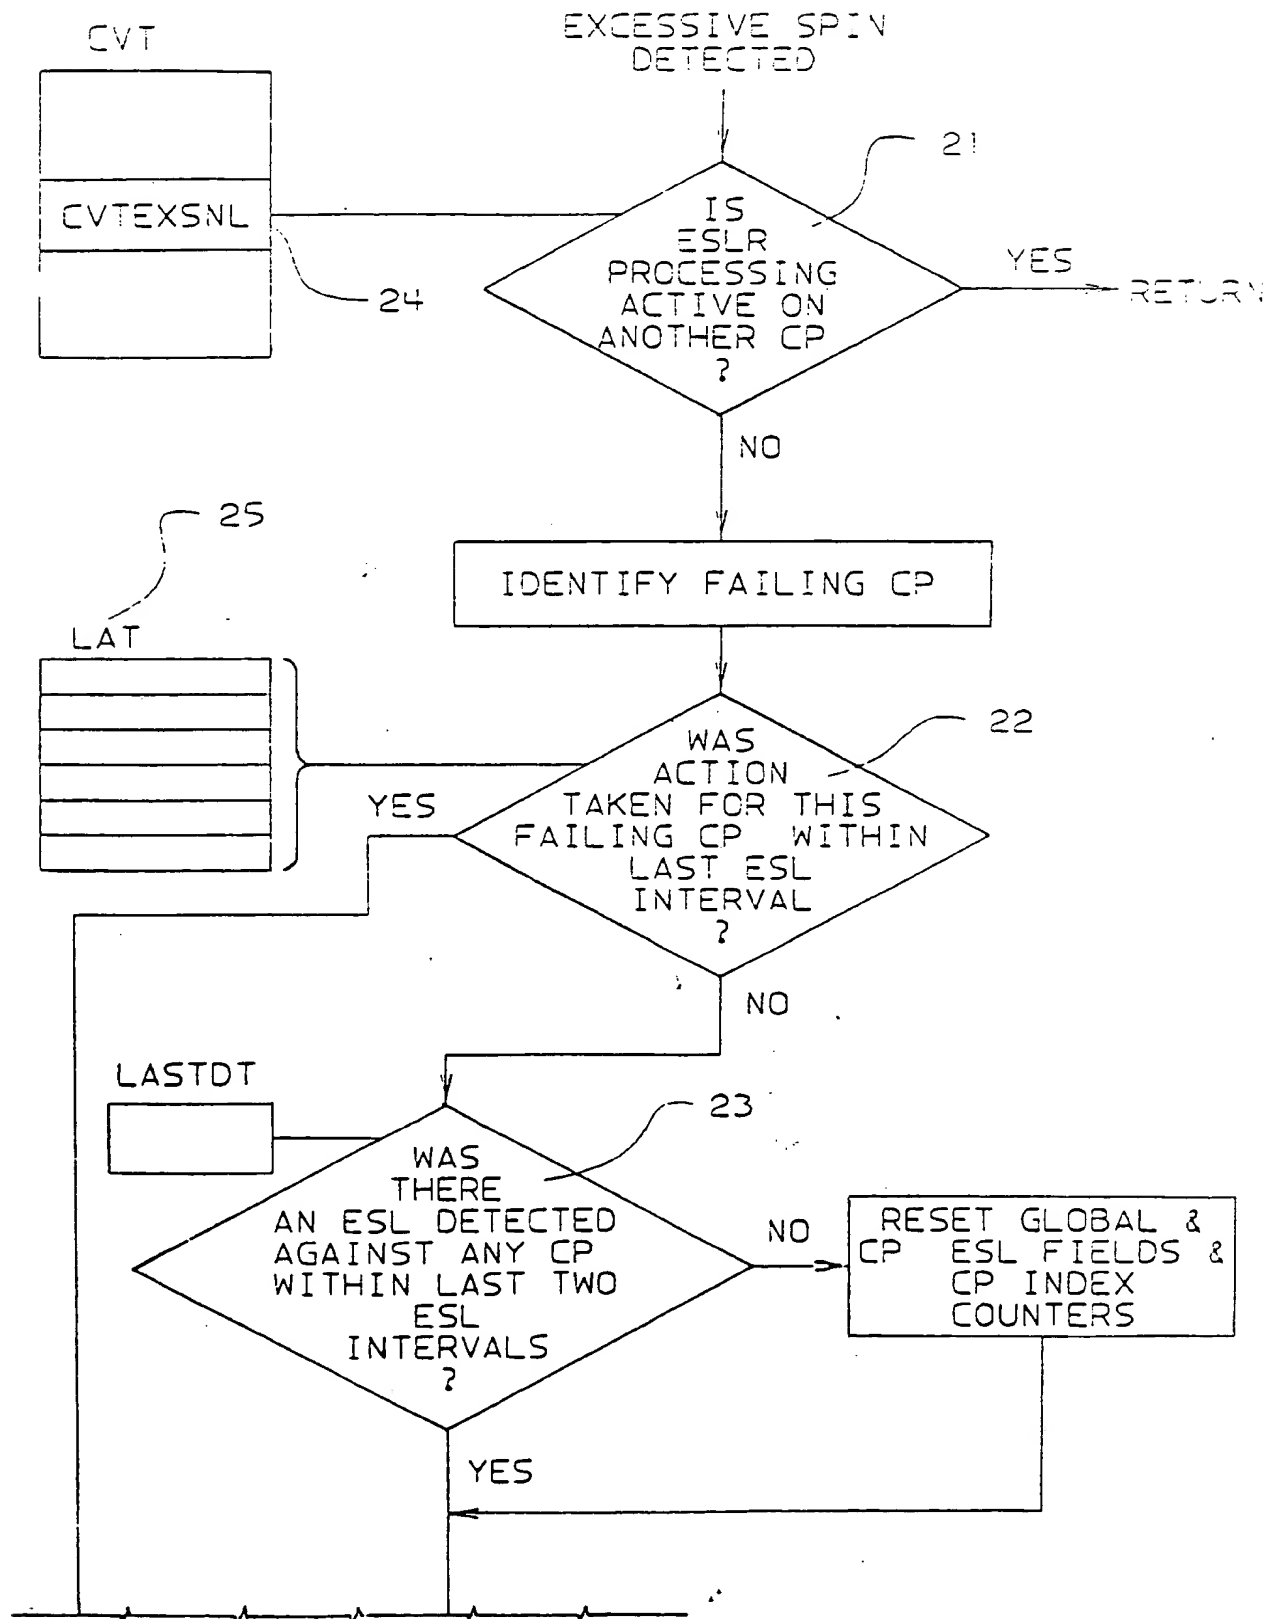 CVT
EXCESSIVE SPIN
DETECTED
21
CVTEXSNL
24
IS
ESLR
PROCESSING
ACTIVE ON
ANOTHER CP
?
YES
RETURN
NO
25
IDENTIFY FAILING CP
LAT
22
WAS
ACTION
TAKEN FOR THIS
FAILING CP WITHIN
LAST ESL
INTERVAL
?
YES
NO
LASTDT
23
WAS
THERE
AN ESL DETECTED
AGAINST ANY CP
WITHIN LAST TWO
ESL
INTERVALS
?
NO
RESET GLOBAL &
CP ESL FIELDS &
CP INDEX
COUNTERS
YES